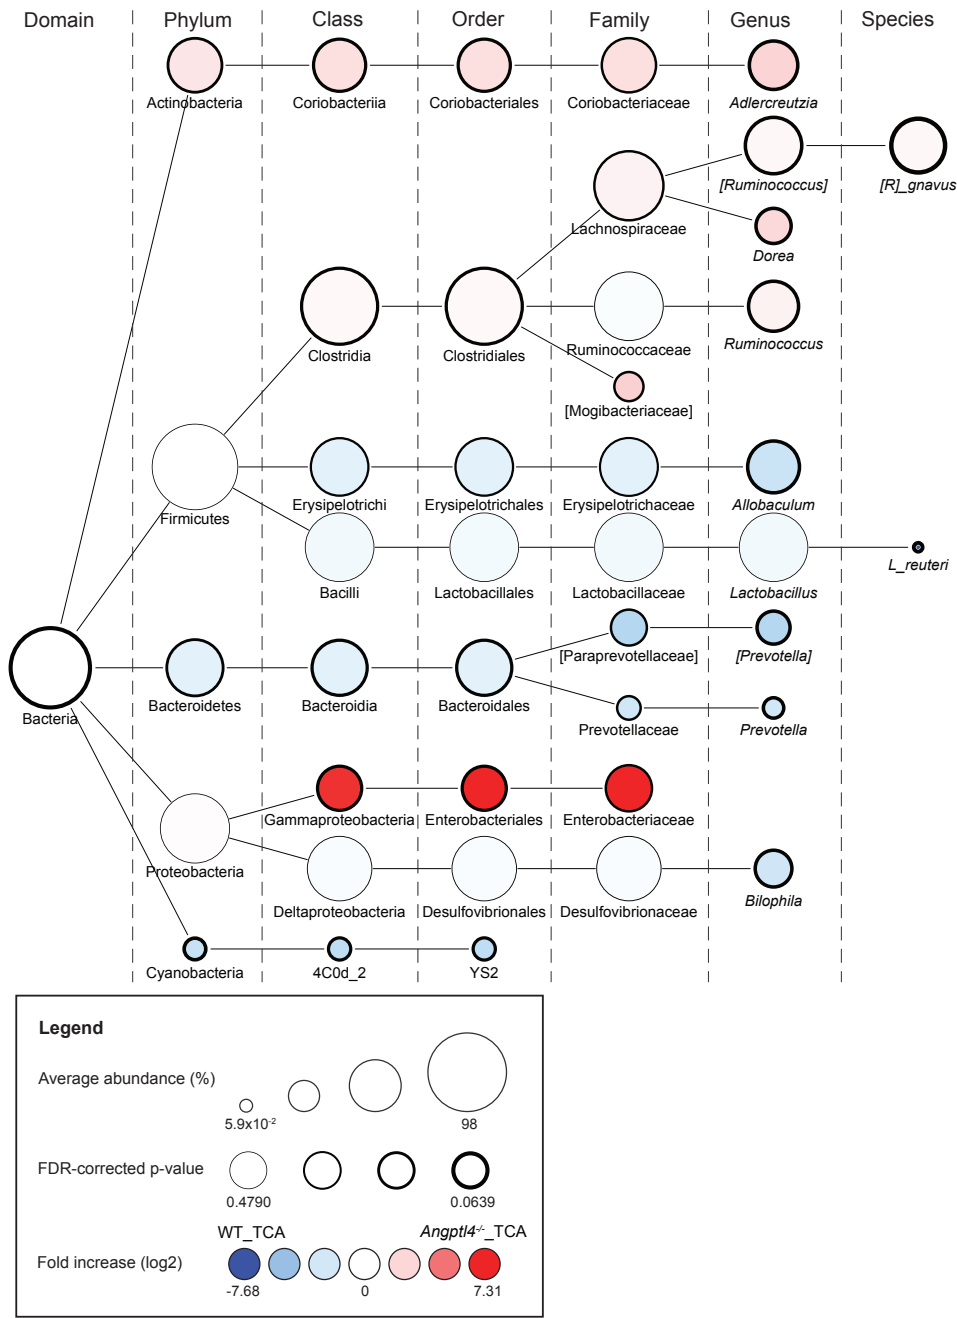 Domain Phylum Class Order Family Genus Species
Actinobacteria Coriobacteriia Coriobacteriales Coriobacteriaceae Adlercreutzia
[Ruminococcus] [R]_gnavus
Lachnospiraceae
Dorea
Clostridia Clostridiales Ruminococcaceae Ruminococcus
[Mogibacteriaceae]
Firmicutes
Erysipelotrichi Erysipelotrichales Erysipelotrichaceae Allobaculum
Bacilli Lactobacillales Lactobacillaceae Lactobacillus L_reuteri
[Paraprevotellaceae] [Prevotella]
Bacteria Bacteroidetes Bacteroidia Bacteroidales
Prevotellaceae Prevotella
Gammaproteobacteria Enterobacteriales Enterobacteriaceae
Proteobacteria
Deltaproteobacteria Desulfovibrionales Desulfovibrionaceae Bilophila
Cyanobacteria 4C0d_2 YS2
Legend
Average abundance (%)
5.9x10⁻² 98
FDR-corrected p-value
0.4790 0.0639
WT_TCA Angptl4⁻/⁻_TCA
Fold increase (log2)
-7.68 0 7.31